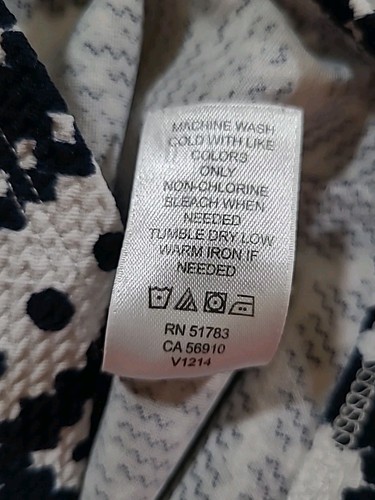 MACHINE WASH
COLD WITH LIKE
COLORS
ONLY
NON-CHLORINE
BLEACH WHEN
NEEDED
TUMBLE DRY LOW
WARM IRON IF
NEEDED
RN 51783
CA 56910
V1214